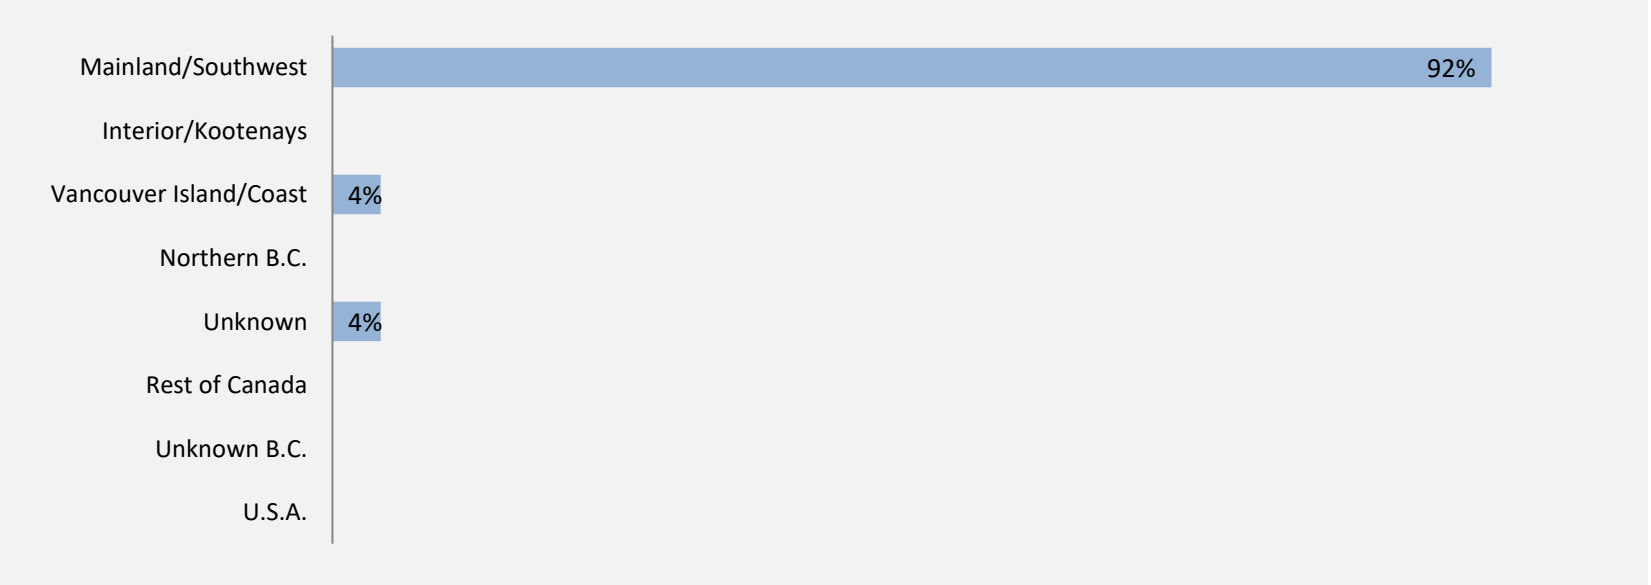 Mainland/Southwest 92%
Interior/Kootenays
Vancouver Island/Coast 4%
Northern B.C.
Unknown 4%
Rest of Canada
Unknown B.C.
U.S.A.